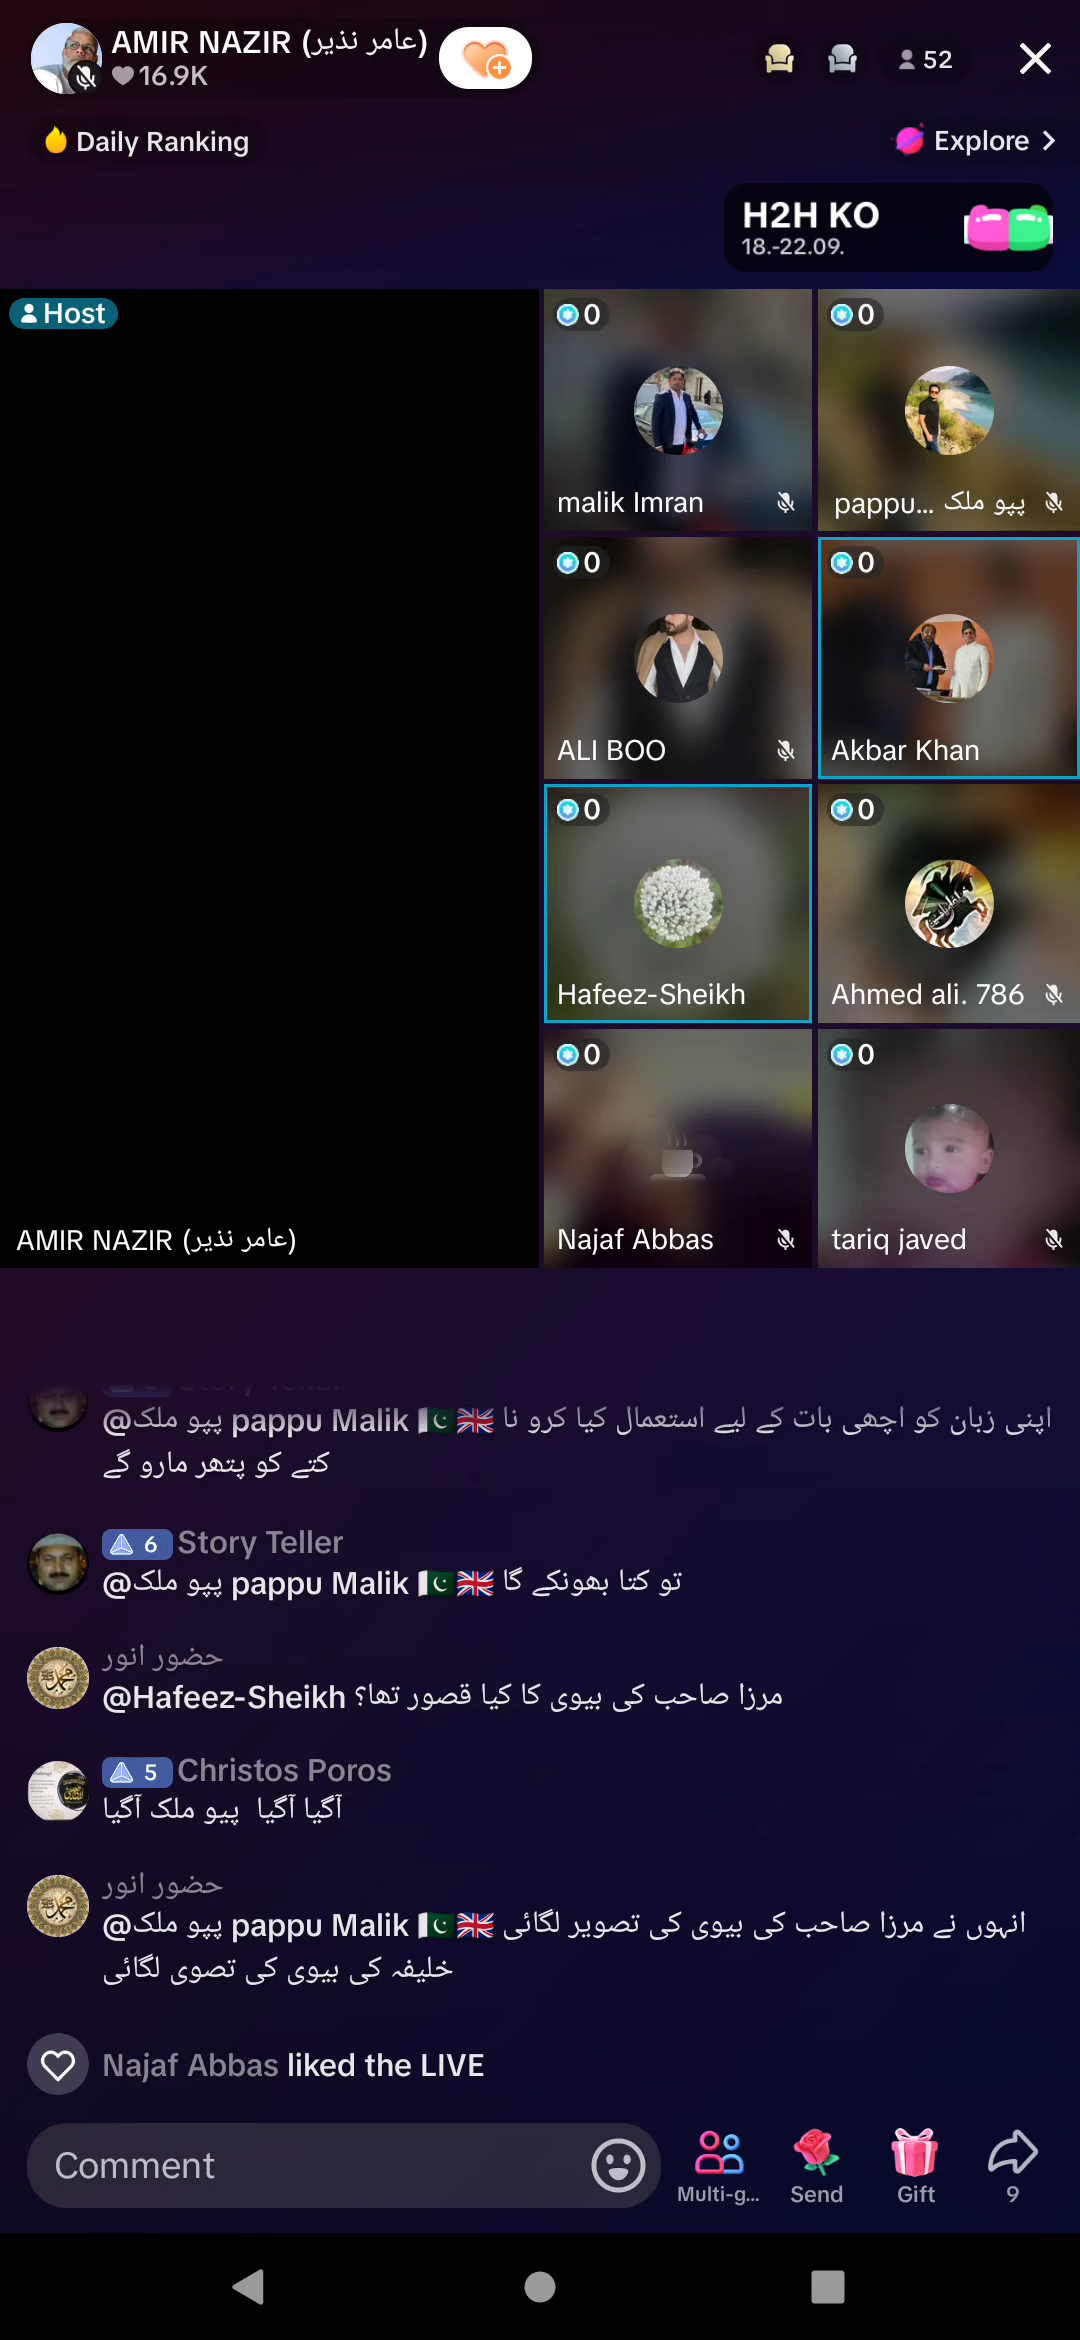 AMIR NAZIR (عامر نذیر)
16.9K
52
Daily Ranking
Explore
H2H KO
18.-22.09.
Host
0
0
malik Imran
pappu... پپو ملک
0
0
ALI BOO
Akbar Khan
0
0
Hafeez-Sheikh
Ahmed ali. 786
0
0
AMIR NAZIR (عامر نذیر)
Najaf Abbas
tariq javed
Story Teller
@پپو ملک pappu Malik 🇵🇰🇬🇧 اپنی زبان کو اچھی بات کے لیے استعمال کیا کرو نا
کتے کو پتھر مارو گے
6 Story Teller
@پپو ملک pappu Malik 🇵🇰🇬🇧 تو کتا بھونکے گا
حضور انور
@Hafeez-Sheikh مرزا صاحب کی بیوی کا کیا قصور تھا؟
5 Christos Poros
آگیا آگیا پیو ملک آگیا
حضور انور
@پپو ملک pappu Malik 🇵🇰🇬🇧 انہوں نے مرزا صاحب کی بیوی کی تصویر لگائی
خلیفہ کی بیوی کی تصوی لگائی
Najaf Abbas liked the LIVE
Comment
Multi-g...
Send
Gift
9